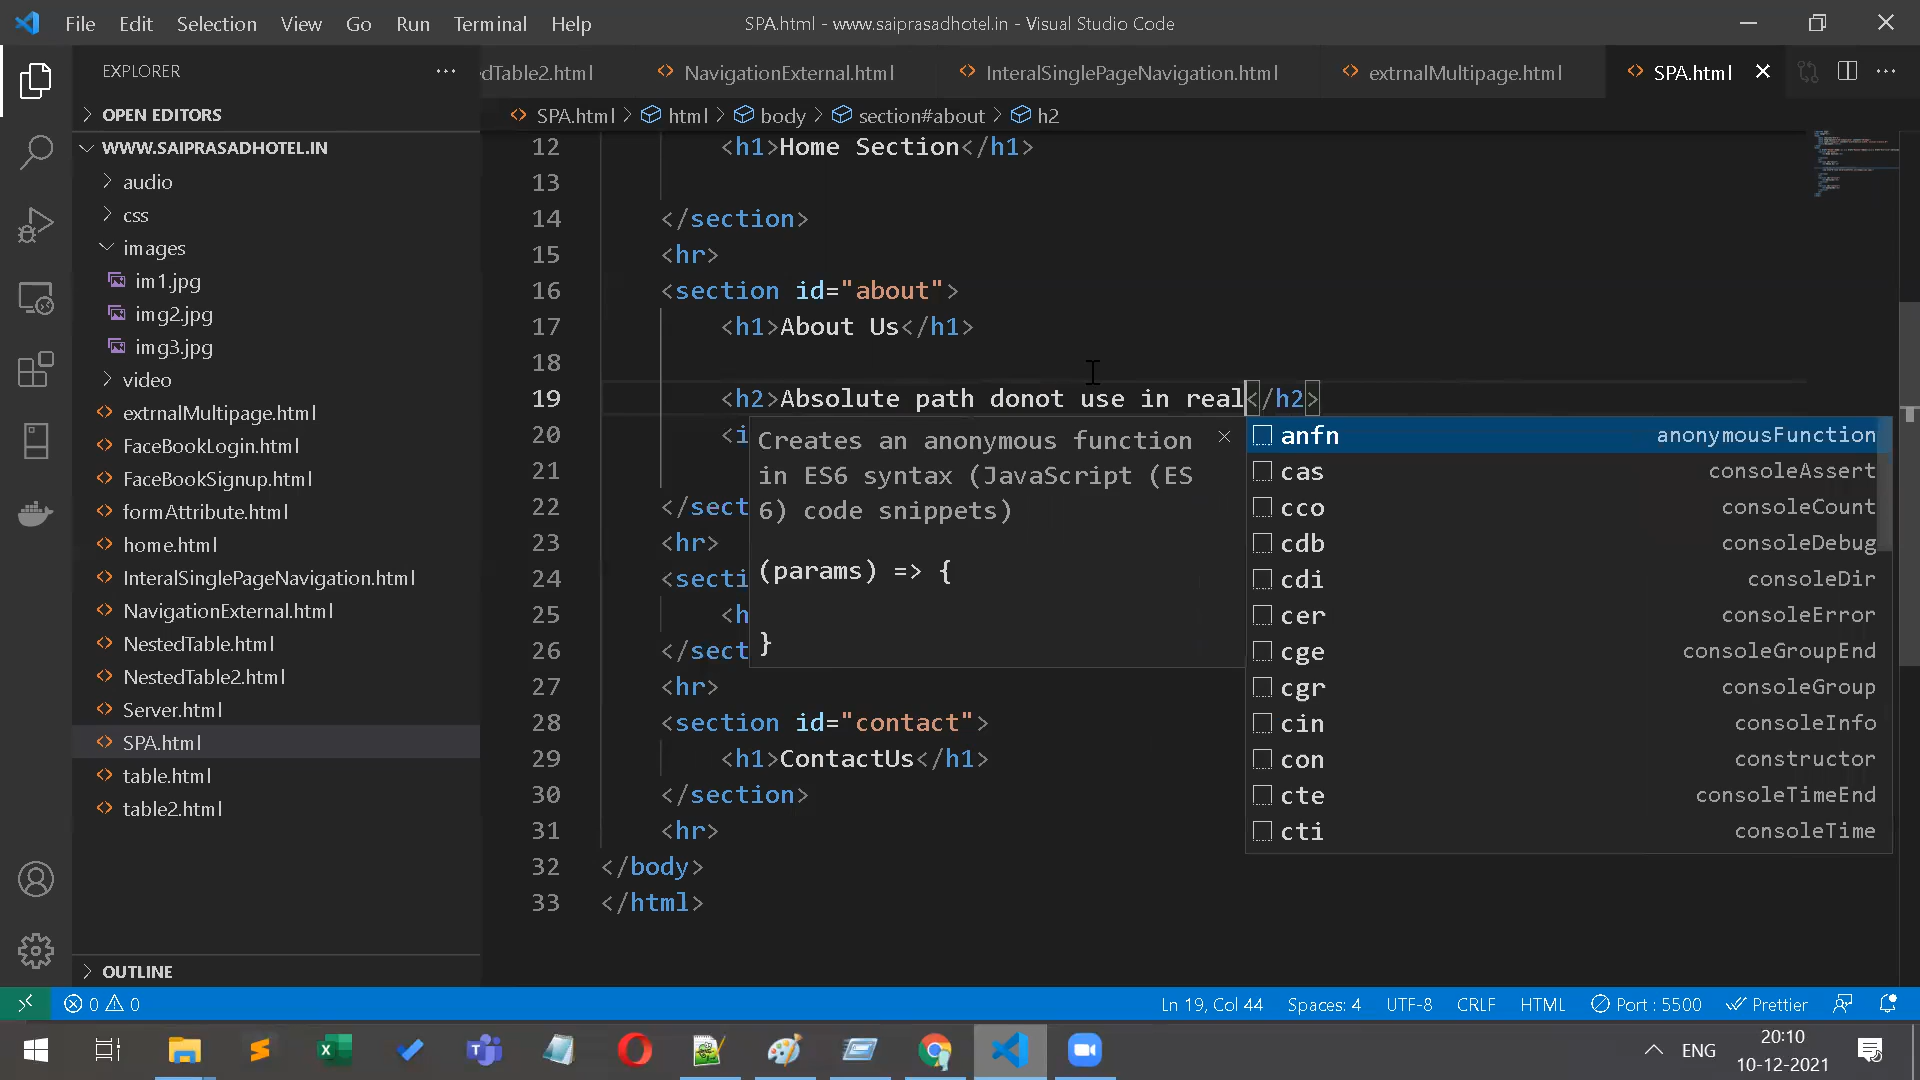 File Edit Selection View Go Run Terminal Help
SPA.html - www.saiprasadhotel.in - Visual Studio Code
EXPLORER
OPEN EDITORS
WWW.SAIPRASADHOTEL.IN
audio
css
images
im1.jpg
img2.jpg
img3.jpg
video
extrnalMultipage.html
FaceBookLogin.html
FaceBookSignup.html
formAttribute.html
home.html
InteralSinglePageNavigation.html
NavigationExternal.html
NestedTable.html
NestedTable2.html
Server.html
SPA.html
table.html
table2.html
OUTLINE
dTable2.html NavigationExternal.html InteralSinglePageNavigation.html extrnalMultipage.html SPA.html
SPA.html > html > body > section#about > h2
12 <h1>Home Section</h1>
13
14 </section>
15 <hr>
16 <section id="about">
17 <h1>About Us</h1>
18
19 <h2>Absolute path donot use in real</h2>
20 <i
21
22 </sect
23 <hr>
24 <secti
25 <h
26 </sect
27 <hr>
28 <section id="contact">
29 <h1>ContactUs</h1>
30 </section>
31 <hr>
32 </body>
33 </html>
Creates an anonymous function
in ES6 syntax (JavaScript (ES
6) code snippets)
(params) => {
}
anfn anonymousFunction
cas consoleAssert
cco consoleCount
cdb consoleDebug
cdi consoleDir
cer consoleError
cge consoleGroupEnd
cgr consoleGroup
cin consoleInfo
con constructor
cte consoleTimeEnd
cti consoleTime
0 0
Ln 19, Col 44 Spaces: 4 UTF-8 CRLF HTML Port : 5500 Prettier
ENG
20:10
10-12-2021